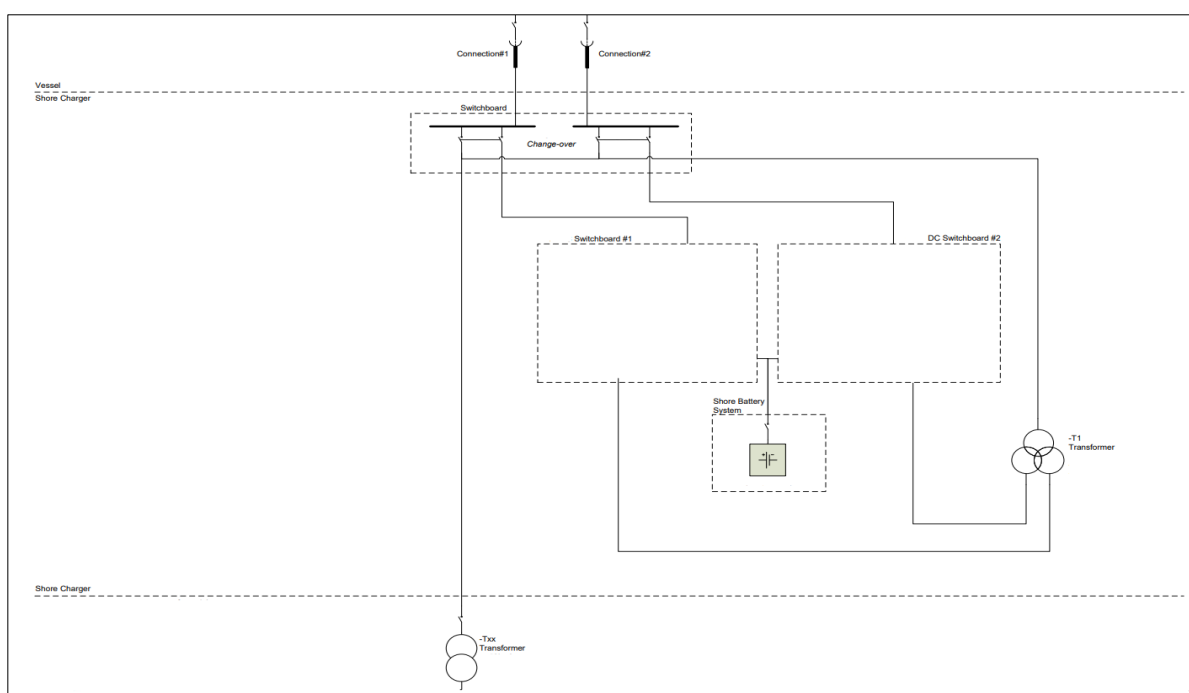 Connection#1
Connection#2
Vessel
Shore Charger
Switchboard
Change-over
Switchboard #1
DC Switchboard #2
Shore Battery
System
-T1
Transformer
Shore Charger
-Txx
Transformer